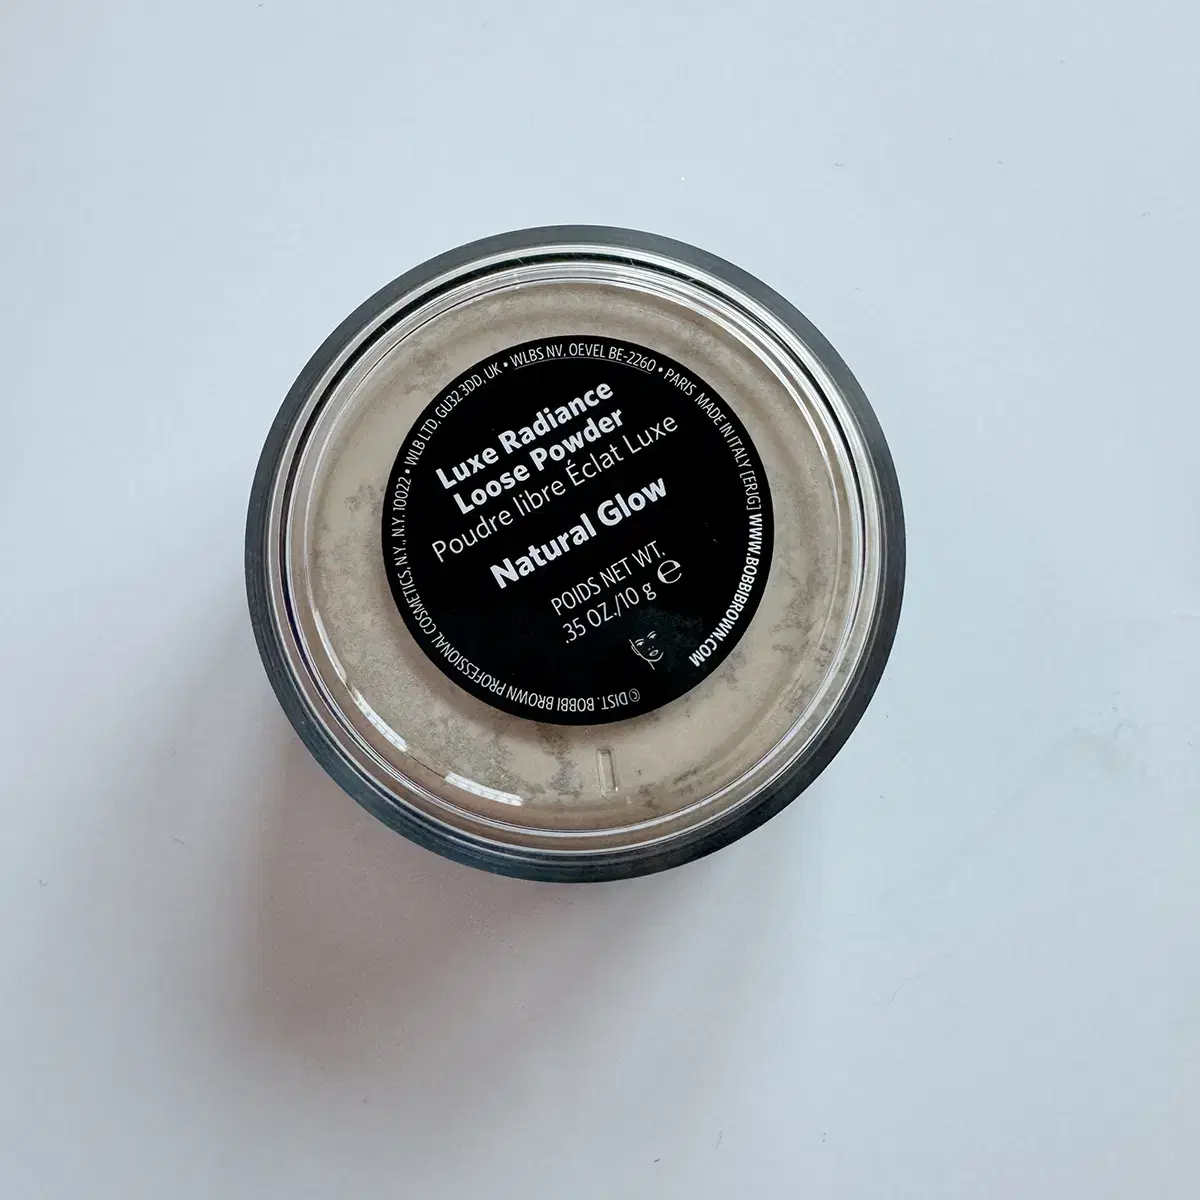 Luxe Radiance
Loose Powder
Poudre libre Éclat Luxe
Natural Glow
POIDS NET WT.
.35 OZ./10 g ℮
© DIST. BOBBI BROWN PROFESSIONAL COSMETICS, N.Y., N.Y. 10022 • WLB LTD, GU32 3DD, UK • WLBS NV, OEVEL BE-2260 • PARIS MADE IN ITALY [ERJG] WWW.BOBBIBROWN.COM